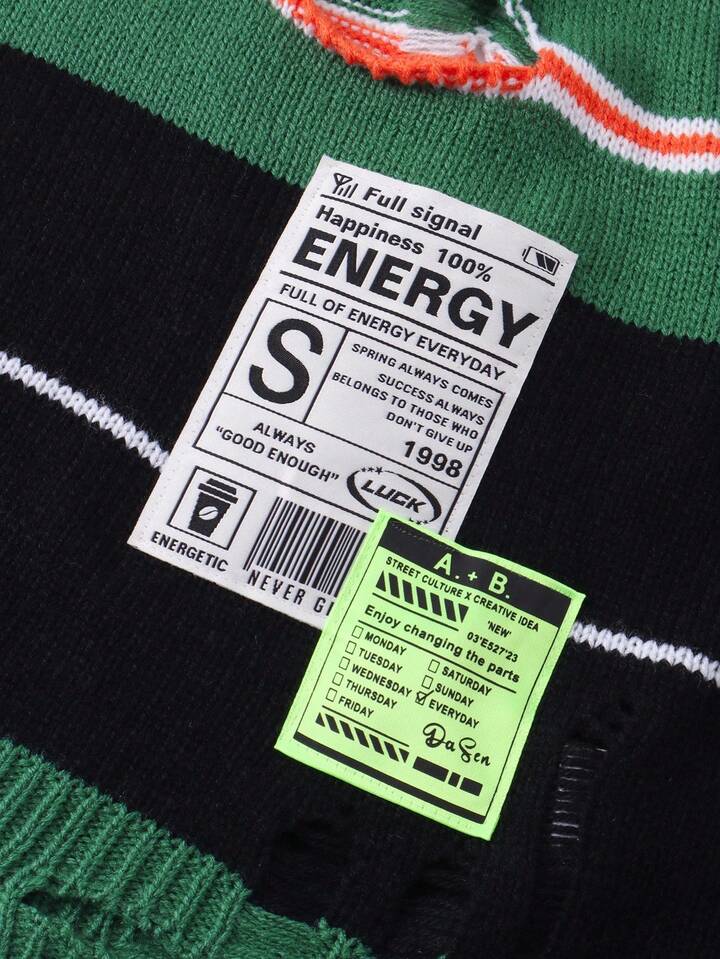 Full signal
Happiness 100%
ENERGY
FULL OF ENERGY EVERYDAY
S
SPRING ALWAYS COMES
SUCCESS ALWAYS
BELONGS TO THOSE WHO
DON'T GIVE UP
1998
ALWAYS
"GOOD ENOUGH"
LUCK
ENERGETIC
NEVER GI
A. + B.
STREET CULTURE X CREATIVE IDEA
'NEW'
03'E527'23
Enjoy changing the parts
MONDAY
TUESDAY
WEDNESDAY
THURSDAY
FRIDAY
SATURDAY
SUNDAY
EVERYDAY
DaSen